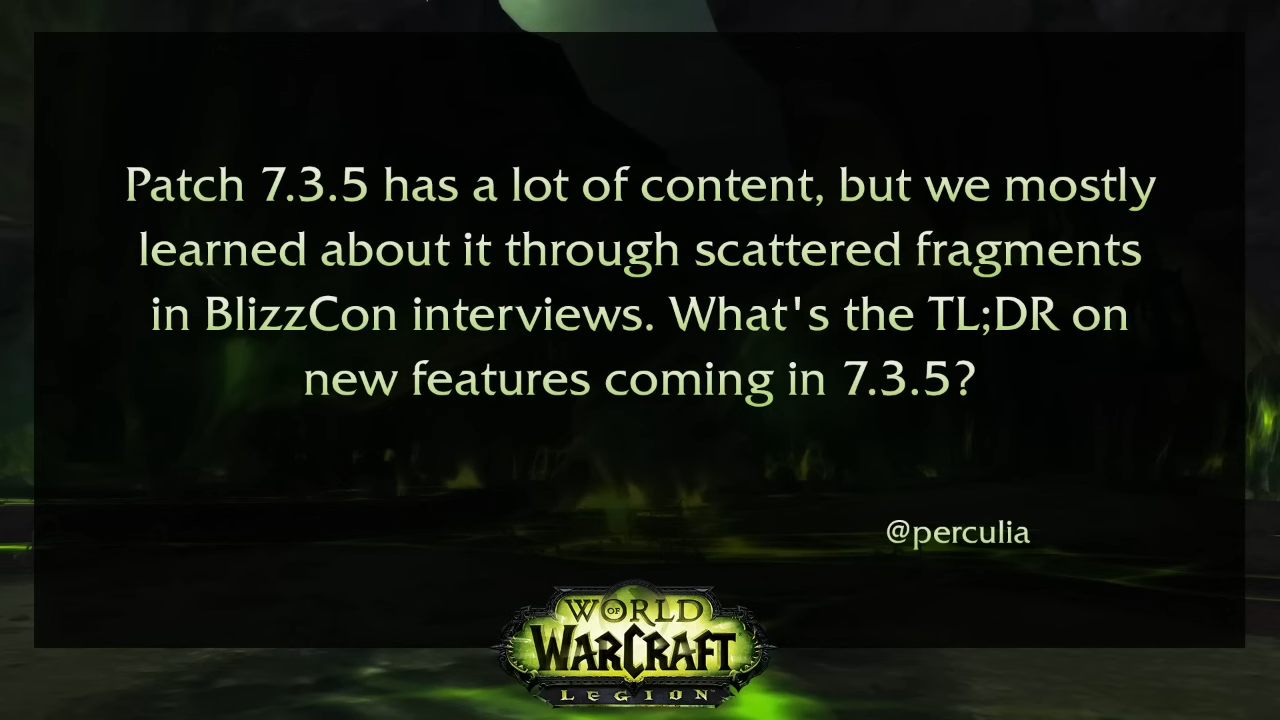 Patch 7.3.5 has a lot of content, but we mostly
learned about it through scattered fragments
in BlizzCon interviews. What's the TL;DR on
new features coming in 7.3.5?
@perculia
WORLD
OF
WARCRAFT
LEGION